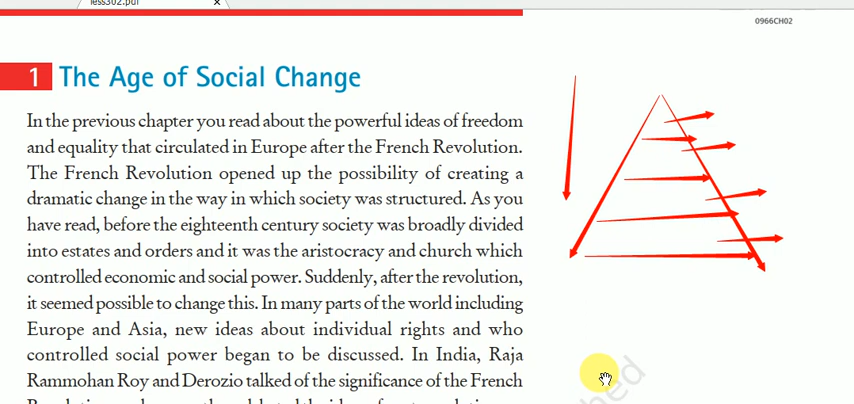 less302.pdf
0966CH02
1 The Age of Social Change
In the previous chapter you read about the powerful ideas of freedom
and equality that circulated in Europe after the French Revolution.
The French Revolution opened up the possibility of creating a
dramatic change in the way in which society was structured. As you
have read, before the eighteenth century society was broadly divided
into estates and orders and it was the aristocracy and church which
controlled economic and social power. Suddenly, after the revolution,
it seemed possible to change this. In many parts of the world including
Europe and Asia, new ideas about individual rights and who
controlled social power began to be discussed. In India, Raja
Rammohan Roy and Derozio talked of the significance of the French